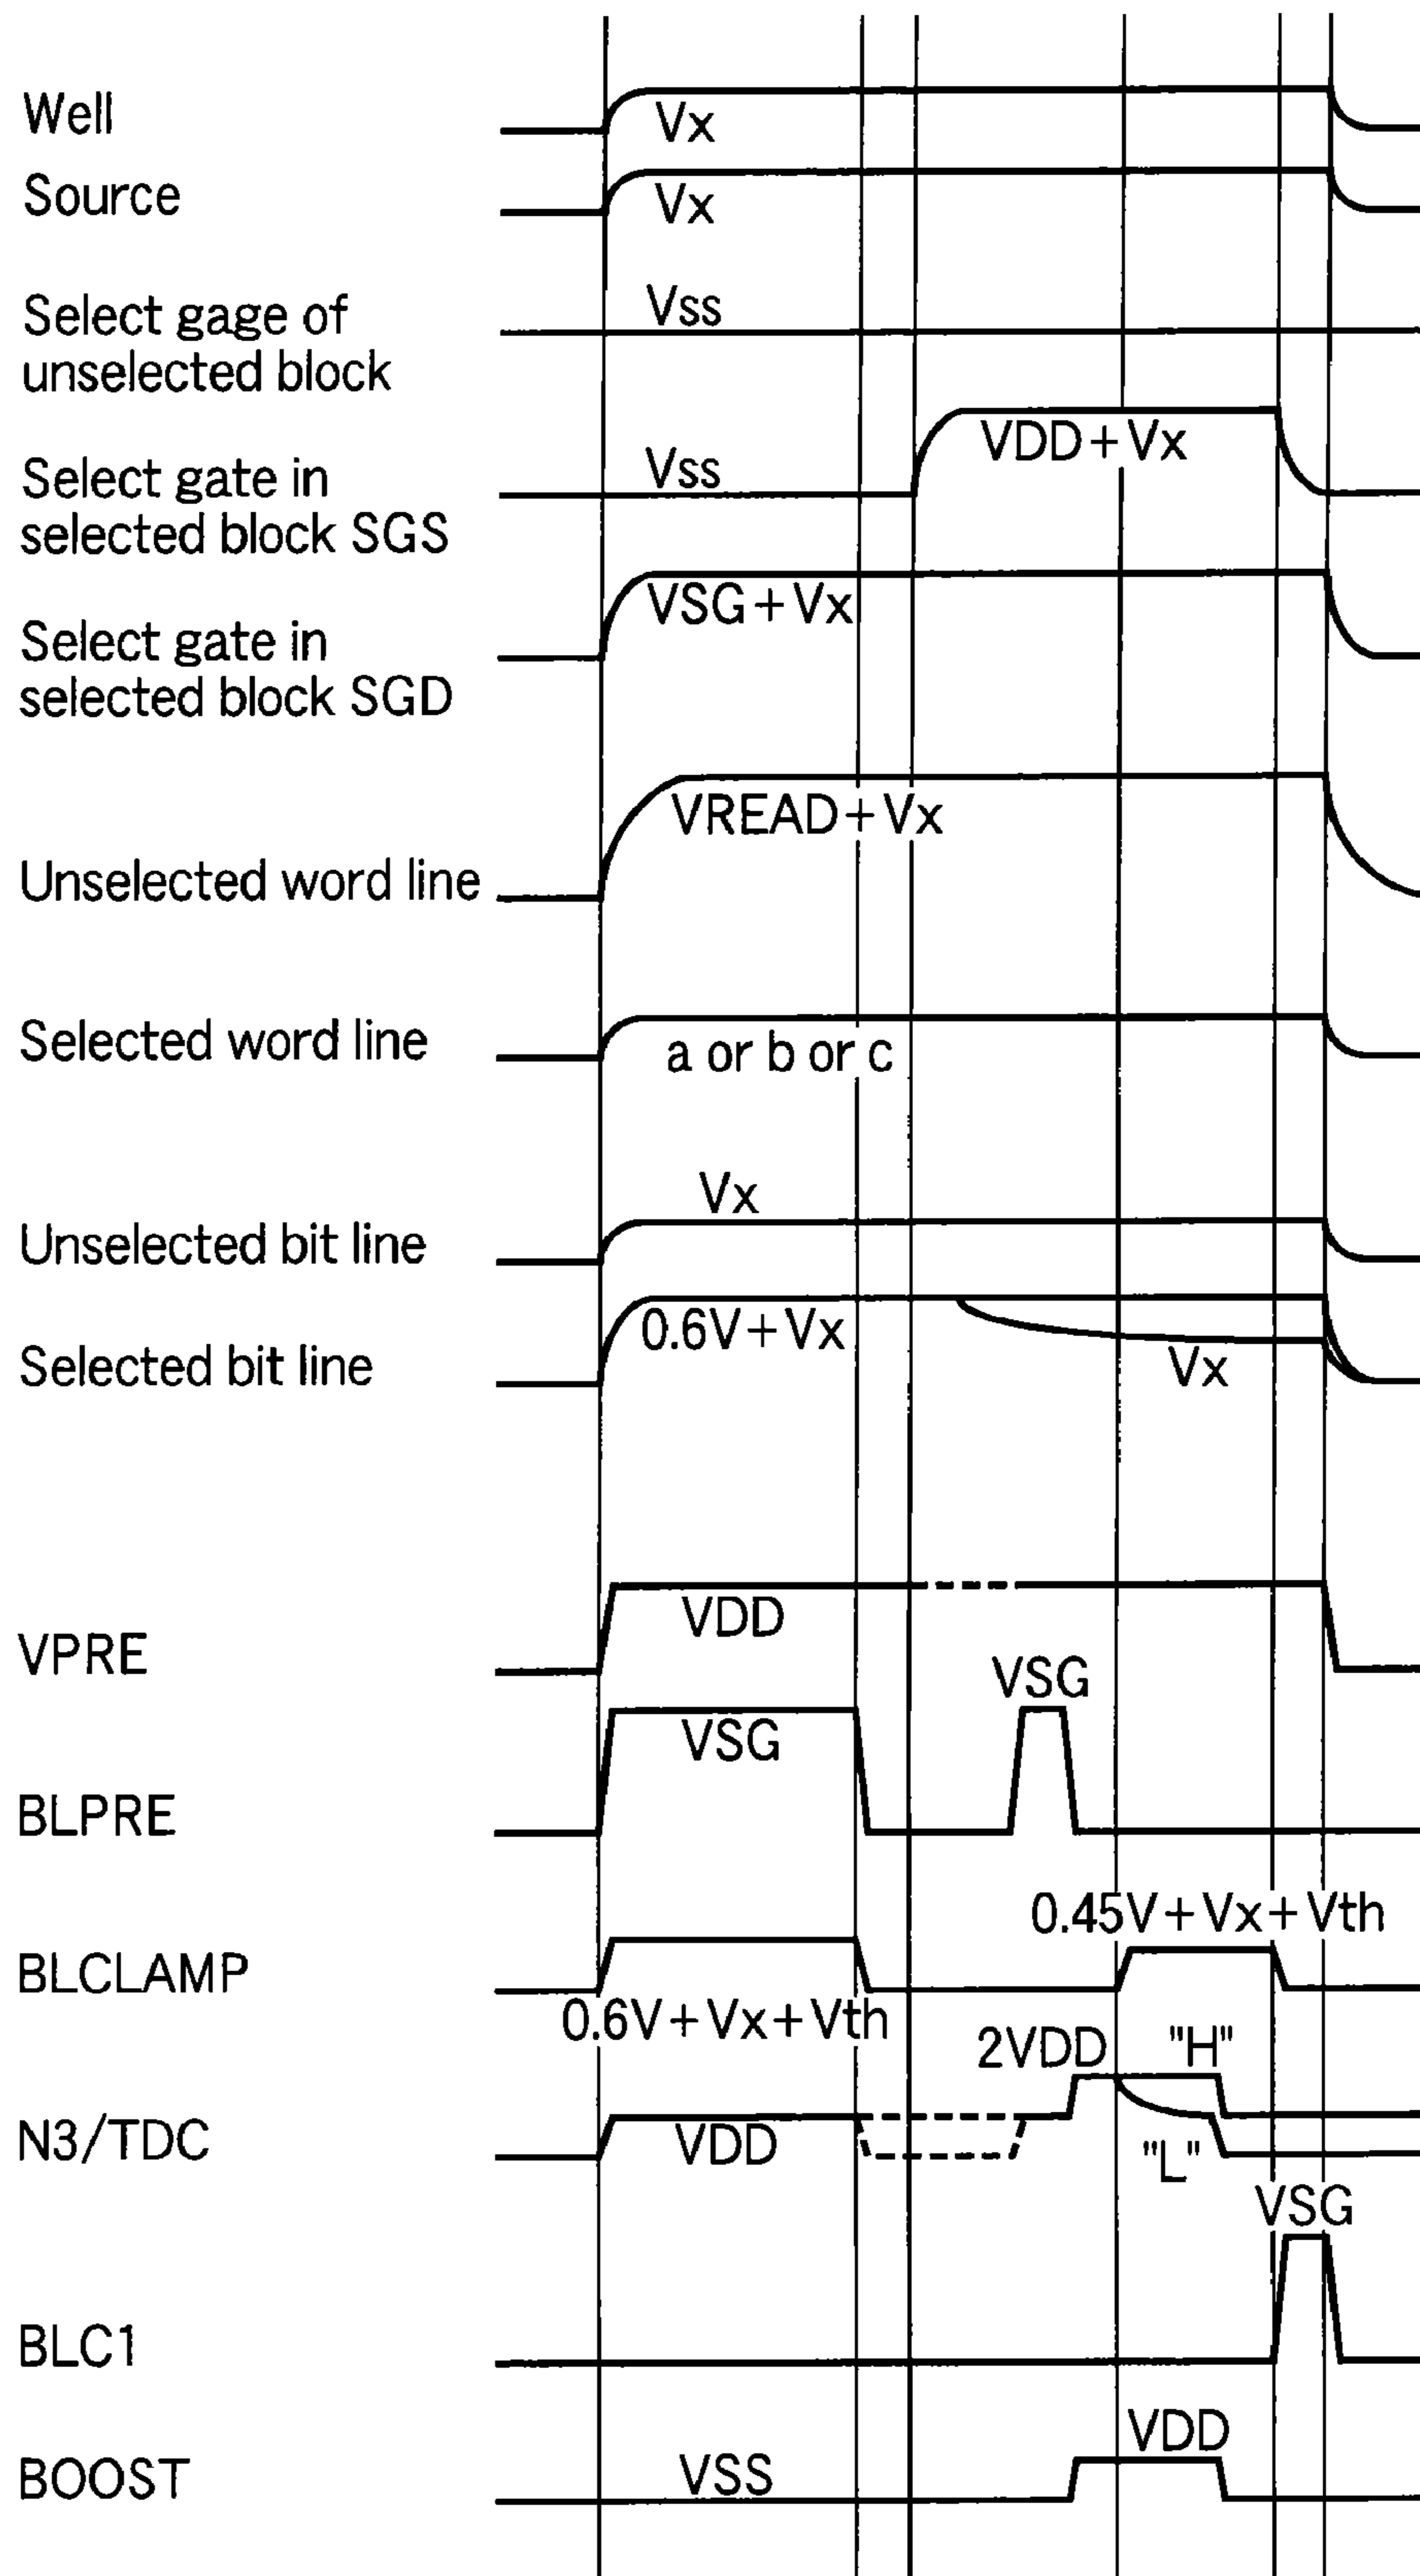 Well
Vx
Source
Vx
Select gage of
unselected block
Vss
Select gate in
selected block SGS
Vss
VDD+Vx
Select gate in
selected block SGD
VSG+Vx
Unselected word line
VREAD+Vx
Selected word line
a or b or c
Unselected bit line
Vx
Selected bit line
0.6V+Vx
Vx
VPRE
VDD
BLPRE
VSG
VSG
BLCLAMP
0.6V+Vx+Vth
0.45V+Vx+Vth
N3/TDC
VDD
2VDD
"H"
"L"
BLC1
VSG
BOOST
VSS
VDD